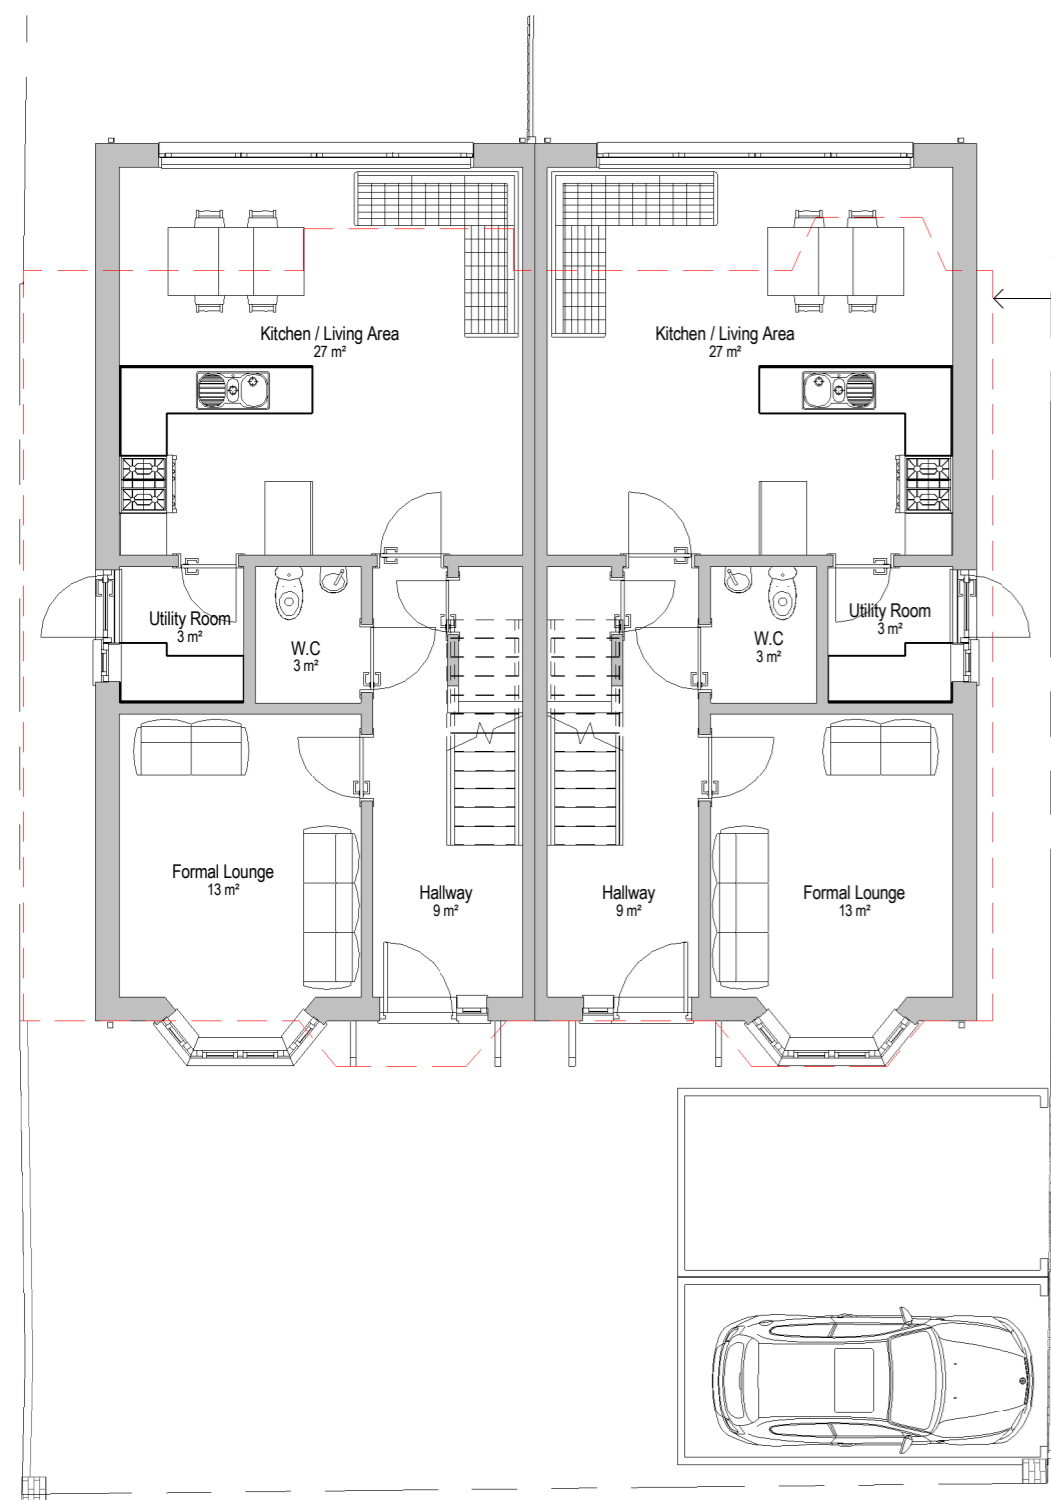 Kitchen / Living Area
27 m²
Kitchen / Living Area
27 m²
Utility Room
3 m²
W.C
3 m²
W.C
3 m²
Utility Room
3 m²
Formal Lounge
13 m²
Hallway
9 m²
Hallway
9 m²
Formal Lounge
13 m²